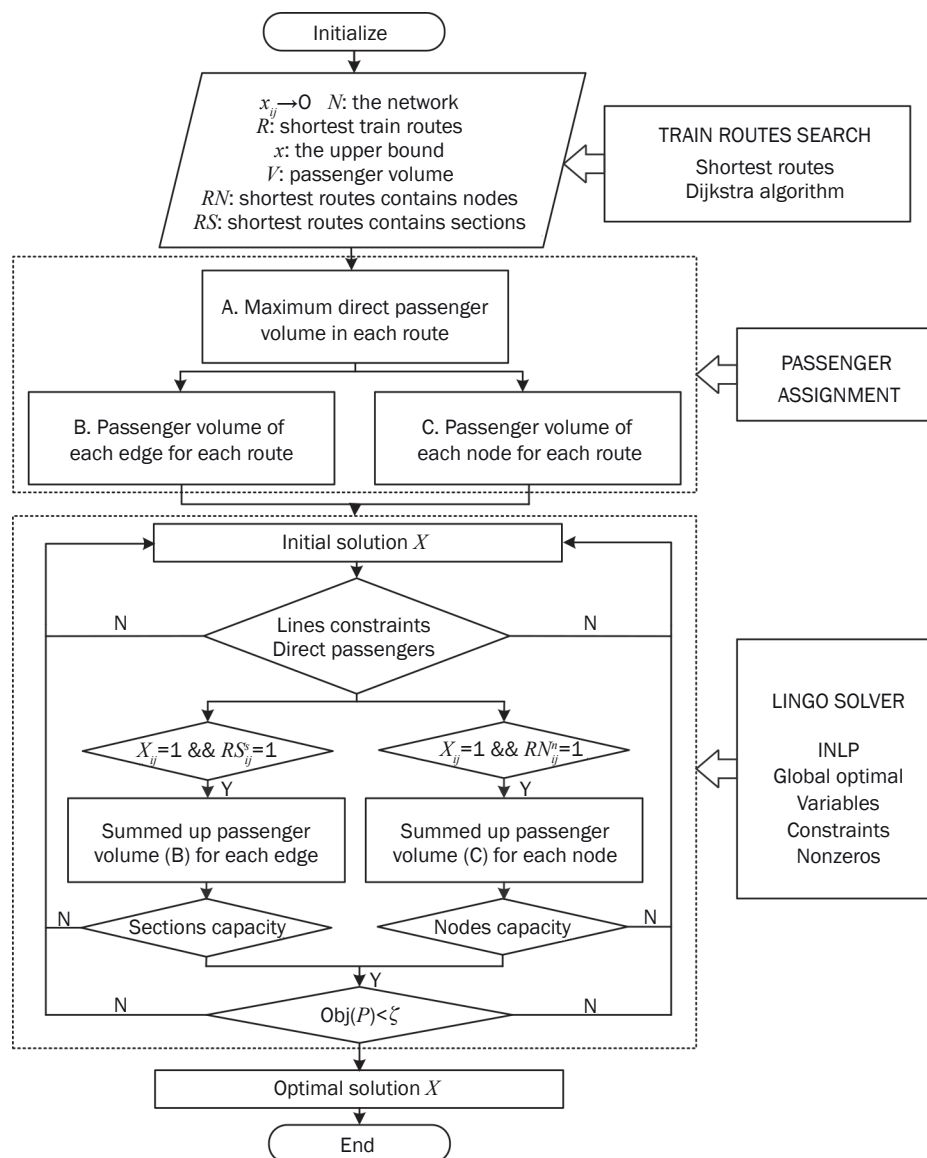 Initialize
x_ij→0 N: the network
R: shortest train routes
x: the upper bound
V: passenger volume
RN: shortest routes contains nodes
RS: shortest routes contains sections
TRAIN ROUTES SEARCH
Shortest routes
Dijkstra algorithm
A. Maximum direct passenger
volume in each route
B. Passenger volume of
each edge for each route
C. Passenger volume of
each node for each route
PASSENGER
ASSIGNMENT
Initial solution X
N
Lines constraints
Direct passengers
N
X_ij=1 && RS^s_ij=1
X_ij=1 && RN^n_ij=1
Y
Y
Summed up passenger
volume (B) for each edge
Summed up passenger
volume (C) for each node
N
Sections capacity
Nodes capacity
N
Y
N
Obj(P)<ζ
N
LINGO SOLVER
INLP
Global optimal
Variables
Constraints
Nonzeros
Optimal solution X
End